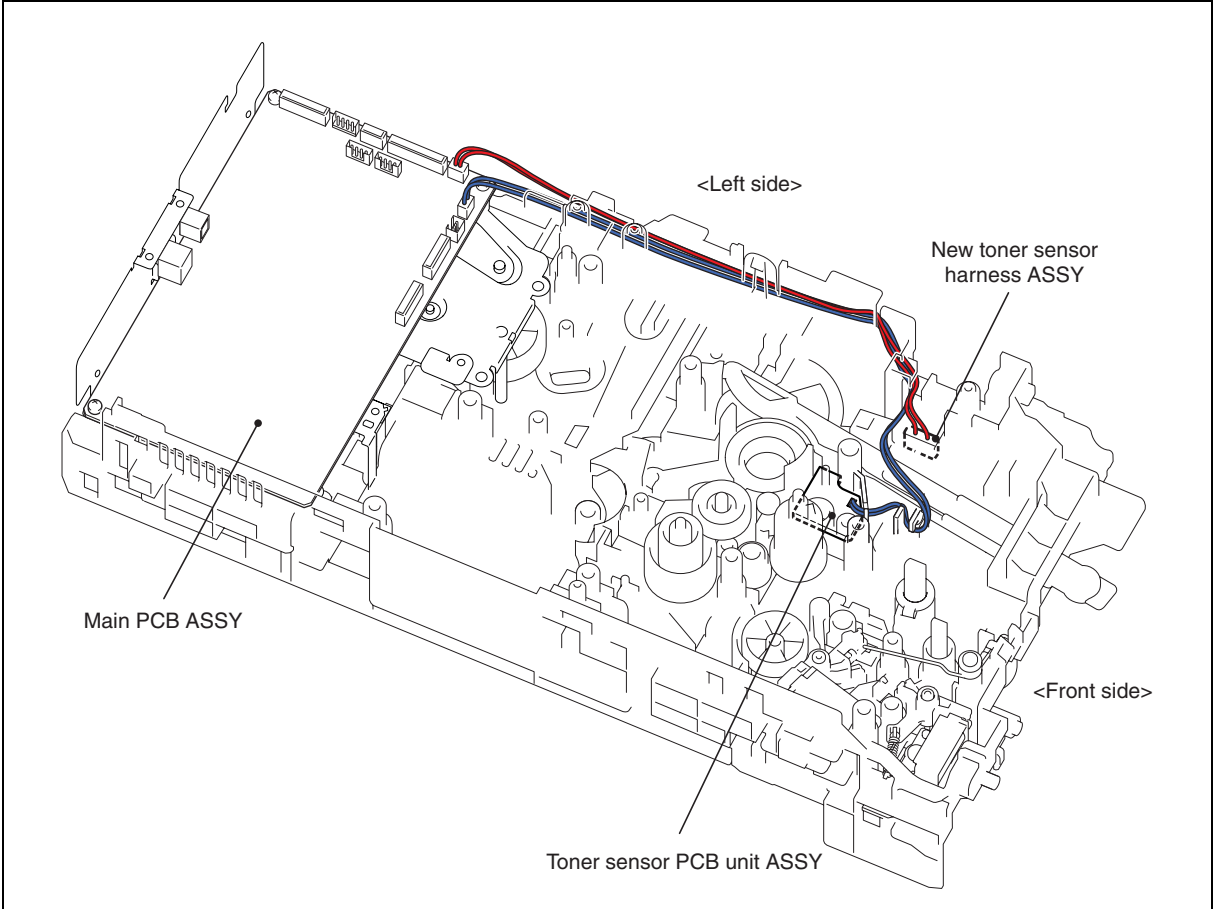 <Left side>
New toner sensor
harness ASSY
Main PCB ASSY
<Front side>
Toner sensor PCB unit ASSY